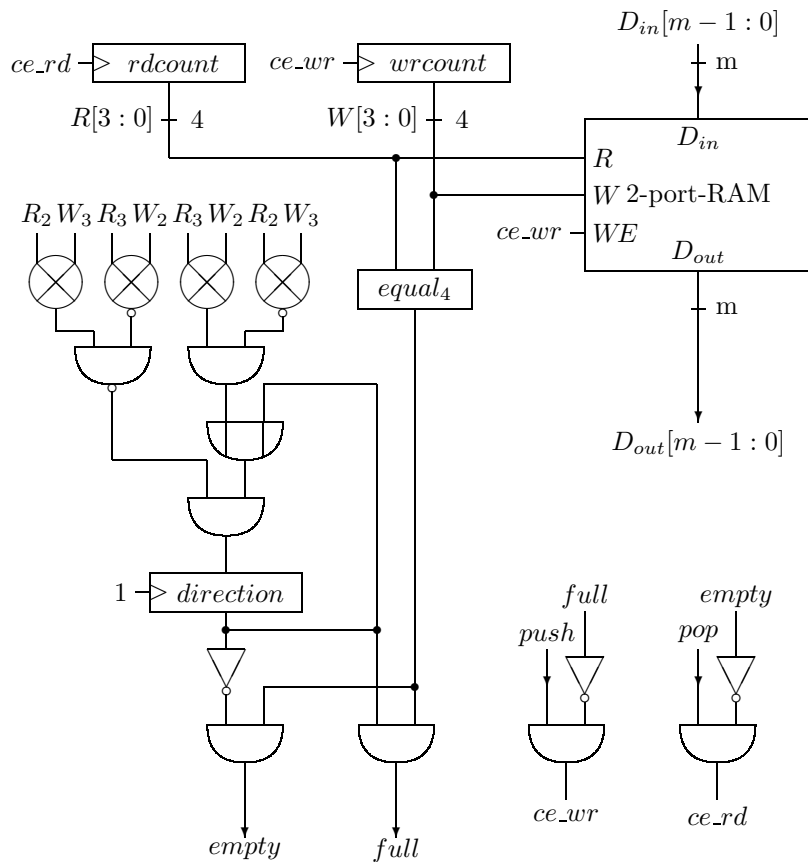 D_in[m − 1 : 0]
ce_rd rdcount ce_wr wrcount m
R[3 : 0] 4 W[3 : 0] 4
D_in
R
W 2-port-RAM
R_2 W_3 R_3 W_2 R_3 W_2 R_2 W_3
ce_wr WE
D_out
equal_4
m
D_out[m − 1 : 0]
1 direction
full empty
push pop
ce_wr ce_rd
empty full